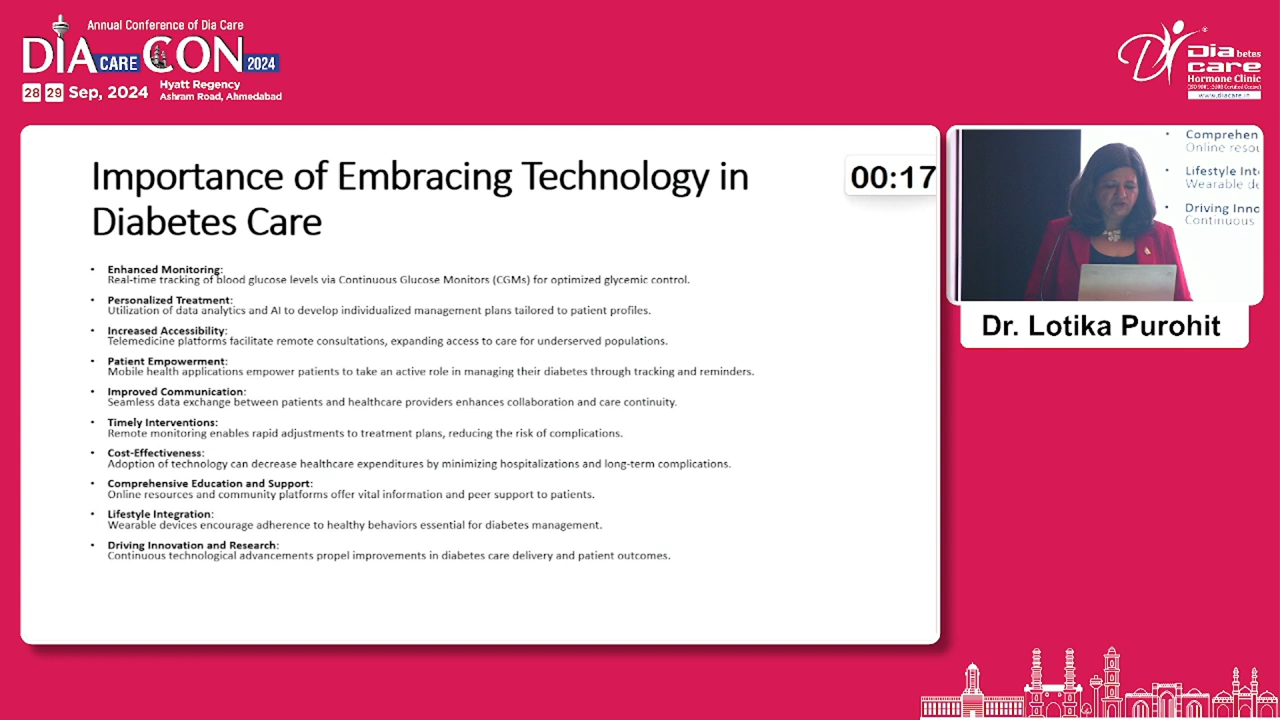 Annual Conference of Dia Care
DIA CARE CON 2024
28 29 Sep, 2024
Hyatt Regency
Ashram Road, Ahmedabad
Diabetes
care
Hormone Clinic
www.diacare.in
Importance of Embracing Technology in
Diabetes Care
00:17
• Enhanced Monitoring:
Real-time tracking of blood glucose levels via Continuous Glucose Monitors (CGMs) for optimized glycemic control.
• Personalized Treatment:
Utilization of data analytics and AI to develop individualized management plans tailored to patient profiles.
• Increased Accessibility:
Telemedicine platforms facilitate remote consultations, expanding access to care for underserved populations.
• Patient Empowerment:
Mobile health applications empower patients to take an active role in managing their diabetes through tracking and reminders.
• Improved Communication:
Seamless data exchange between patients and healthcare providers enhances collaboration and care continuity.
• Timely Interventions:
Remote monitoring enables rapid adjustments to treatment plans, reducing the risk of complications.
• Cost-Effectiveness:
Adoption of technology can decrease healthcare expenditures by minimizing hospitalizations and long-term complications.
• Comprehensive Education and Support:
Online resources and community platforms offer vital information and peer support to patients.
• Lifestyle Integration:
Wearable devices encourage adherence to healthy behaviors essential for diabetes management.
• Driving Innovation and Research:
Continuous technological advancements propel improvements in diabetes care delivery and patient outcomes.
• Comprehen
Online resou
• Lifestyle Int
Wearable de
• Driving Inno
Continuous
Dr. Lotika Purohit